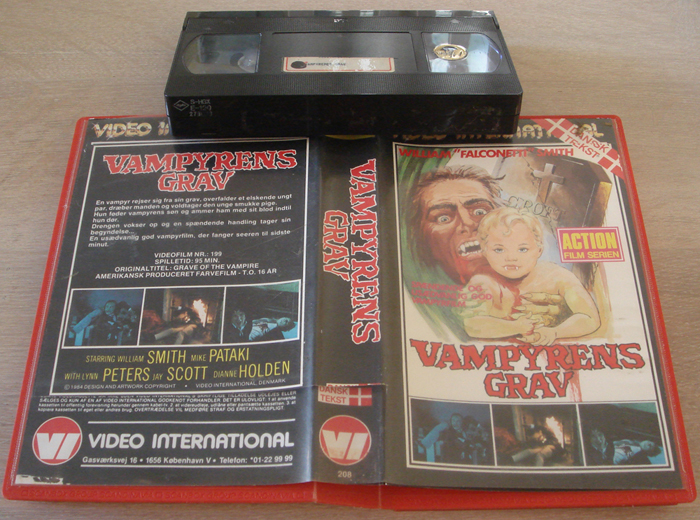 VIDEO
VAMPYRENS
GRAV
En vampyr rejser sig fra sin grav, overfalder et elskende ungt
par, dræber manden og voldtager den unge smukke pige.
Hun føder vampyrens søn og ammer ham med sit blod indtil
hun dør.
Drengen vokser op og en spændende handling tager sin
begyndelse...
En usædvanlig god vampyrfilm, der fanger seeren til sidste
minut.
VIDEOFILM NR.: 199
SPILLETID: 95 MIN.
ORIGINALTITEL: GRAVE OF THE VAMPIRE
AMERIKANSK PRODUCERET FARVEFILM - T.O. 16 ÅR
STARRING WILLIAM SMITH MIKE PATAKI
WITH LYNN PETERS JAY SCOTT DIANNE HOLDEN
©1984 DESIGN AND ARTWORK COPYRIGHT • VIDEO INTERNATIONAL DENMARK
VI VIDEO INTERNATIONAL
Gasværksvej 16 • 1656 København V • Telefon: *01-22 99 99
VAMPYRENS
GRAV
DANSK
TEKST
VI
208
DANSK
TEKST
WILLIAM "FALCONETTI" SMITH
ACTION
FILM SERIEN
VAMPYRENS
GRAV